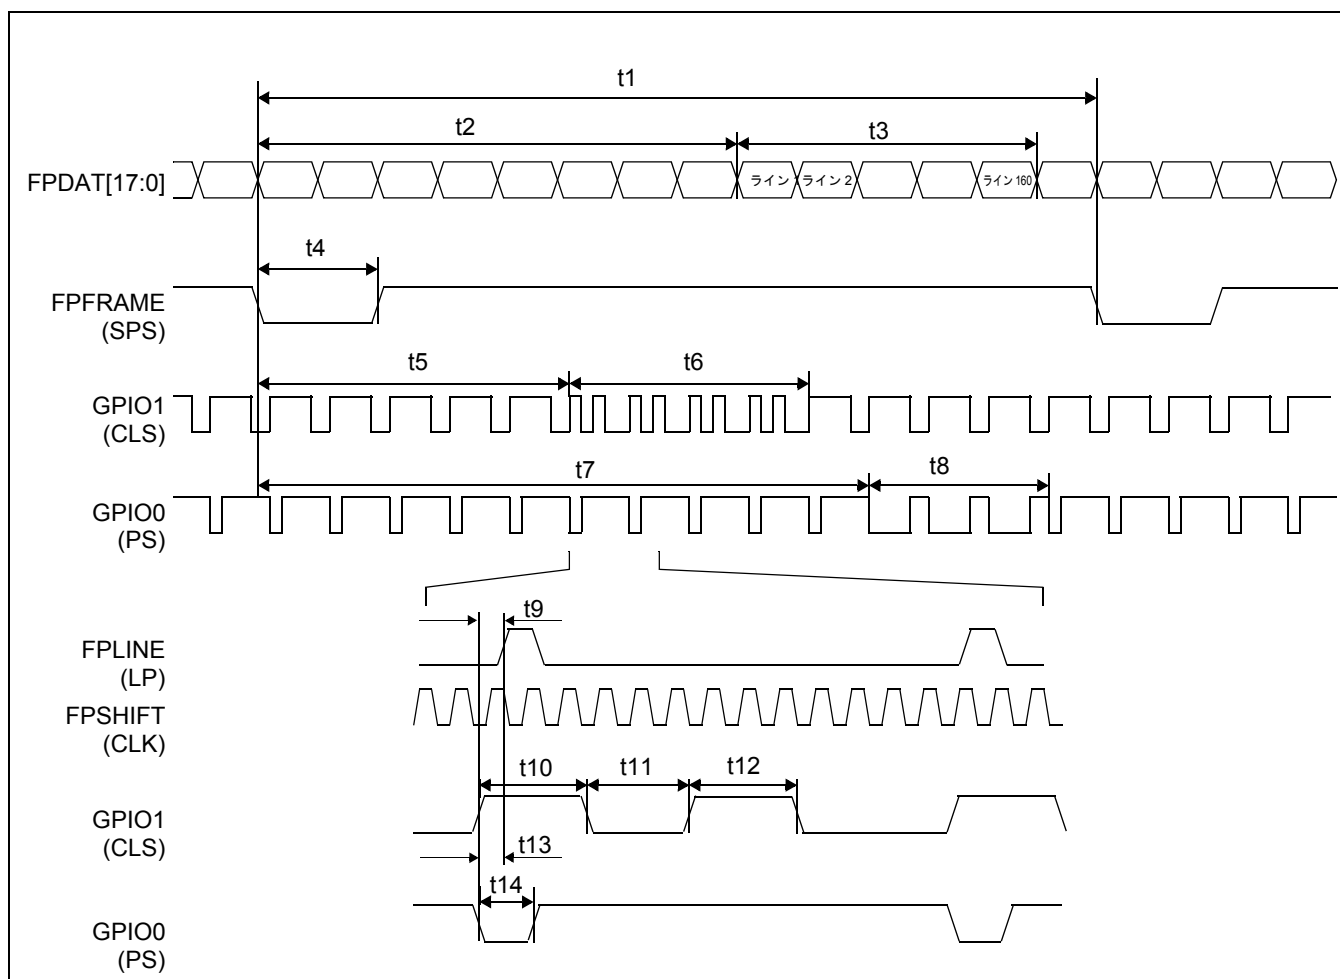 t1
t2
t3
FPDAT[17:0]
ライン 1
ライン 2
ライン 160
t4
FPFRAME
(SPS)
t5
t6
GPIO1
(CLS)
t7
t8
GPIO0
(PS)
t9
FPLINE
(LP)
FPSHIFT
(CLK)
t10
t11
t12
GPIO1
(CLS)
t13
t14
GPIO0
(PS)